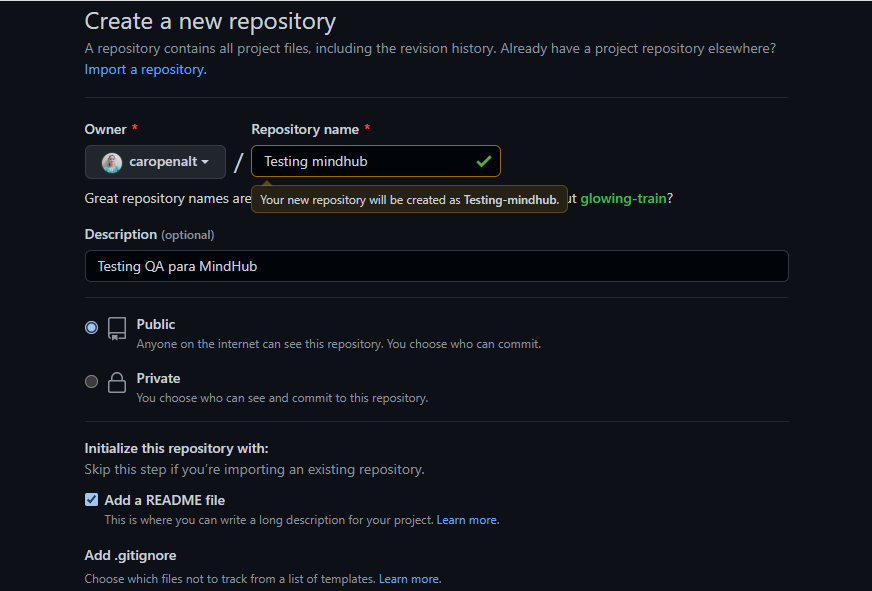 Create a new repository
A repository contains all project files, including the revision history. Already have a project repository elsewhere?
Import a repository.
Owner * Repository name *
caropenalt / Testing mindhub
Great repository names are ut glowing-train?
Your new repository will be created as Testing-mindhub.
Description (optional)
Testing QA para MindHub
Public
Anyone on the internet can see this repository. You choose who can commit.
Private
You choose who can see and commit to this repository.
Initialize this repository with:
Skip this step if you’re importing an existing repository.
Add a README file
This is where you can write a long description for your project. Learn more.
Add .gitignore
Choose which files not to track from a list of templates. Learn more.